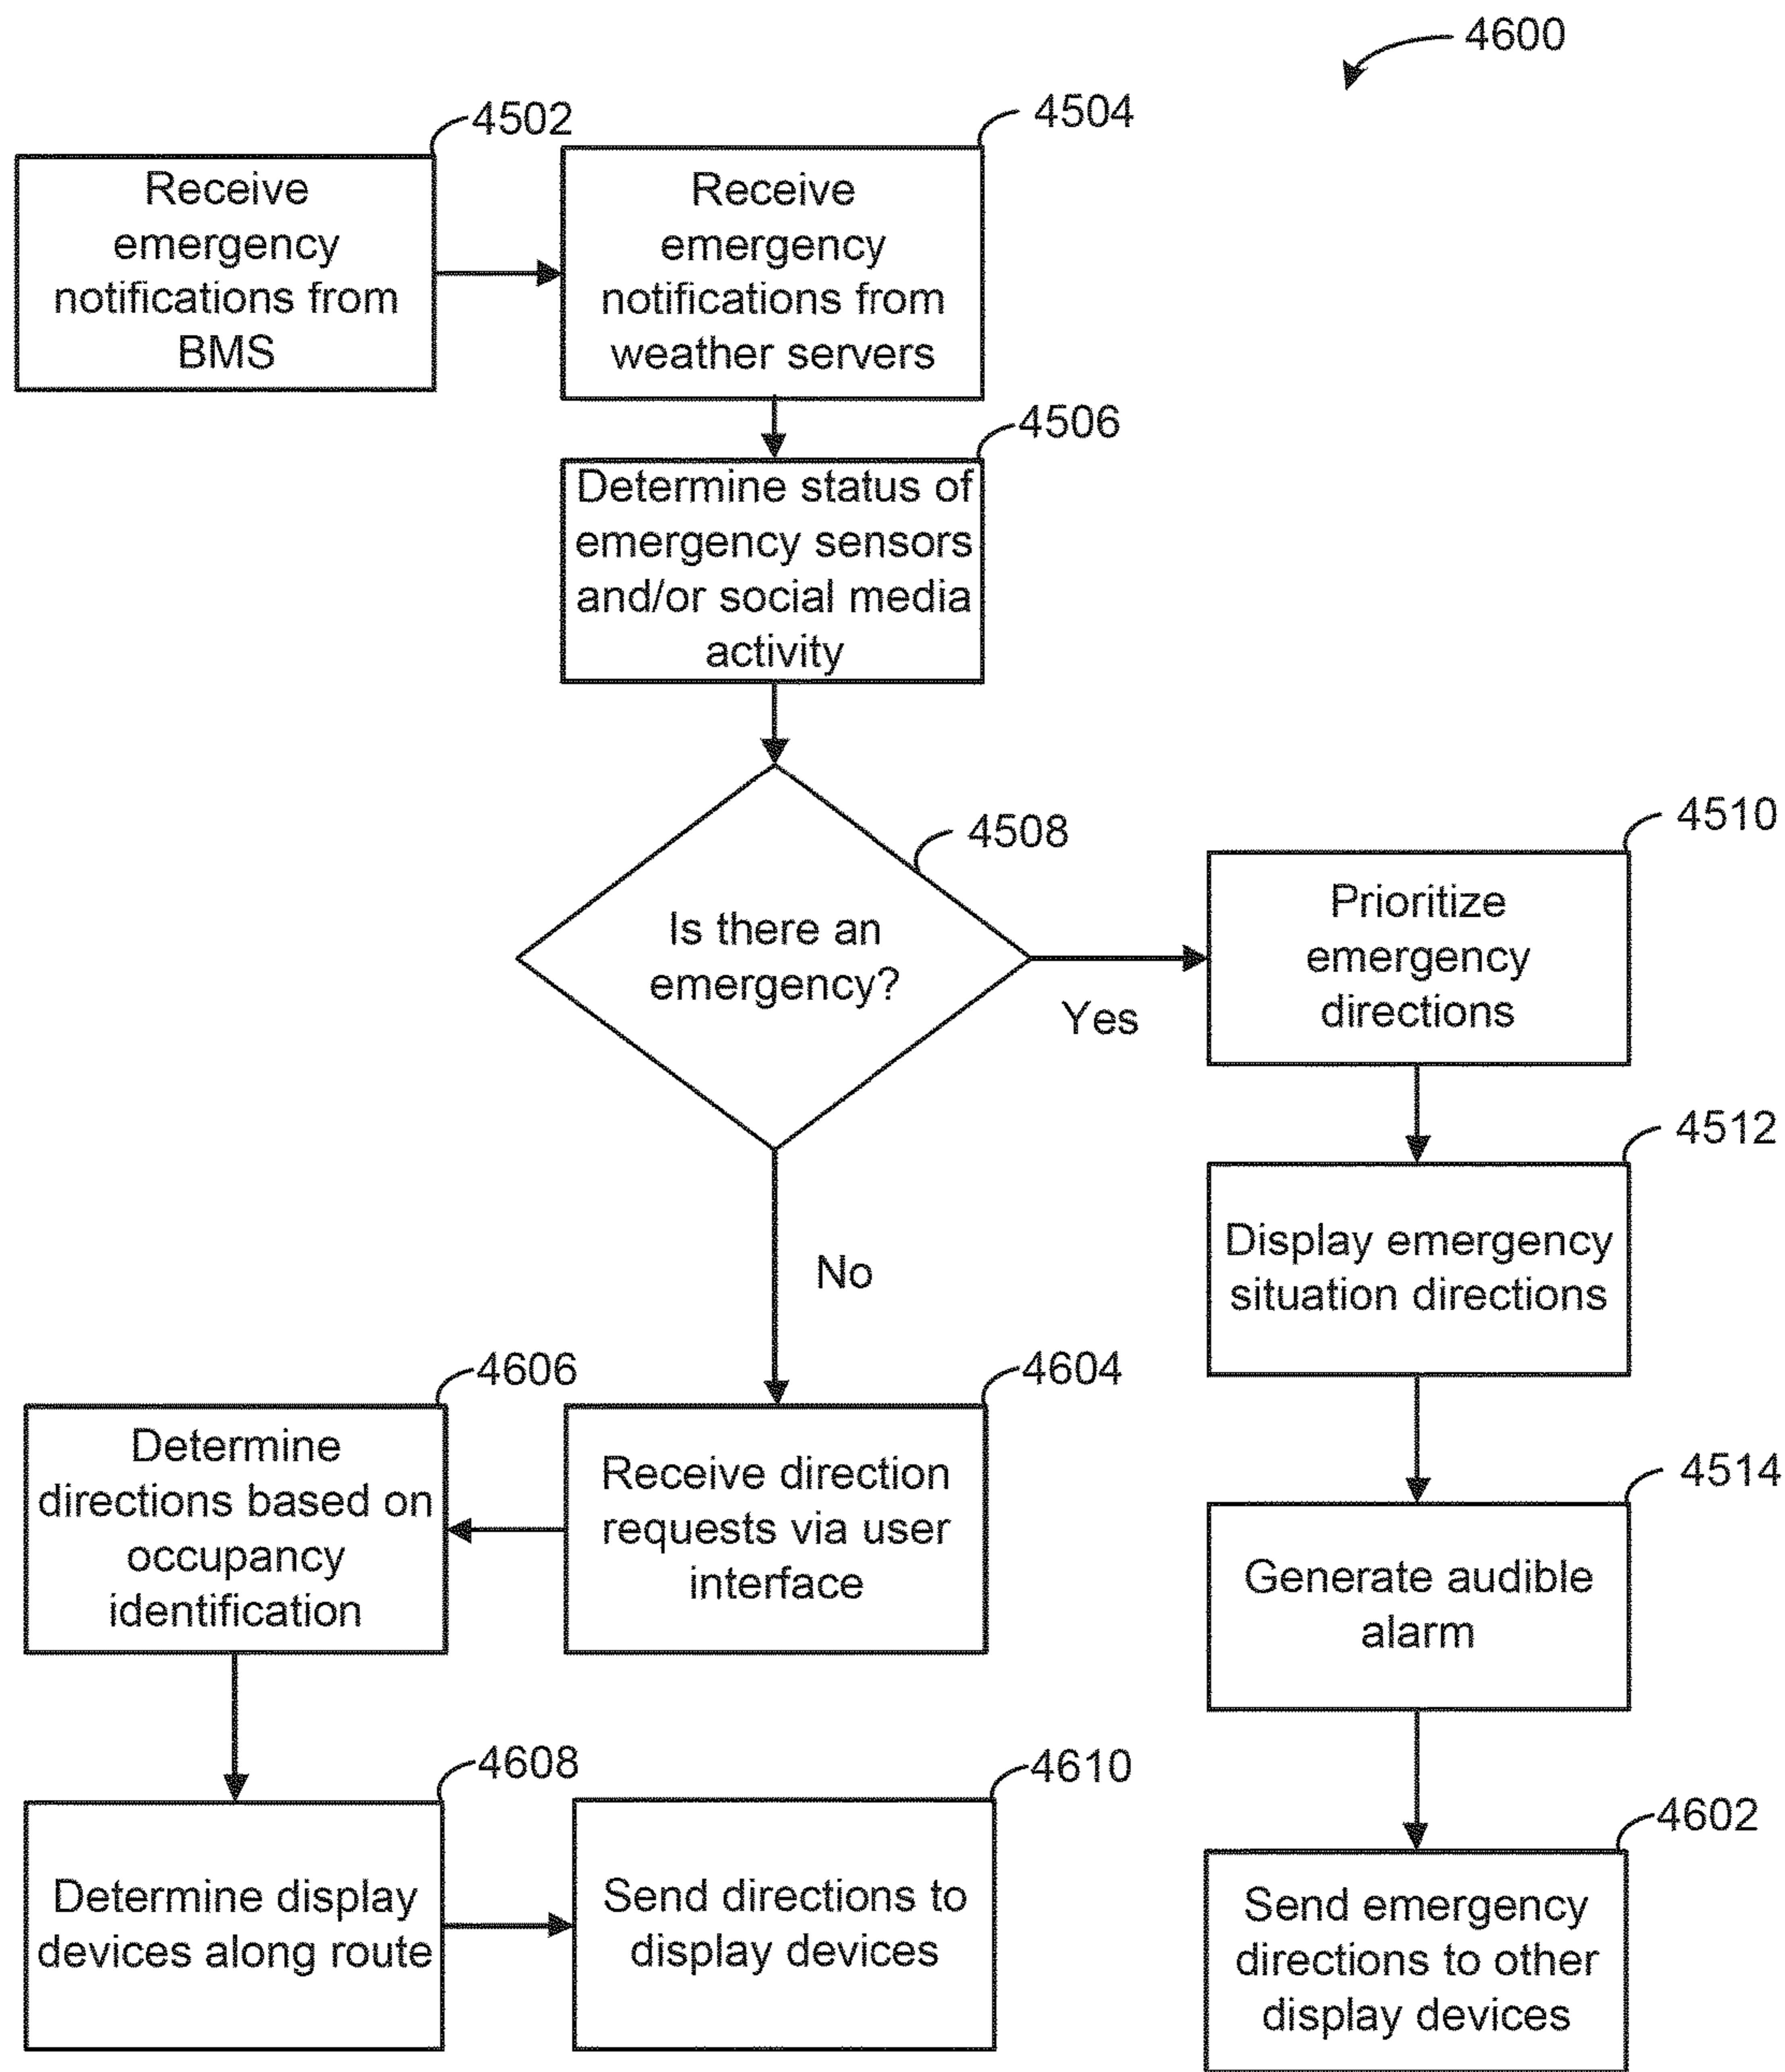 4600
4502
Receive
emergency
notifications from
BMS
4504
Receive
emergency
notifications from
weather servers
4506
Determine status of
emergency sensors
and/or social media
activity
4508
Is there an
emergency?
Yes
No
4510
Prioritize
emergency
directions
4512
Display emergency
situation directions
4514
Generate audible
alarm
4602
Send emergency
directions to other
display devices
4604
Receive direction
requests via user
interface
4606
Determine
directions based on
occupancy
identification
4608
Determine display
devices along route
4610
Send directions to
display devices